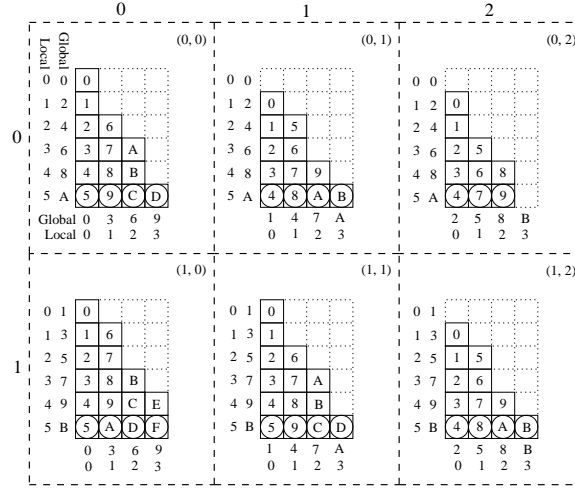 0 1 2
(0, 0) (0, 1) (0, 2)
Local Global
0 0 0 0 0 0 0
1 2 1 1 2 0 1 2 0
2 4 2 6 2 4 1 5 2 4 1
0
3 6 3 7 A 3 6 2 6 3 6 2 5
4 8 4 8 B 4 8 3 7 9 4 8 3 6 8
5 A 5 9 C D 5 A 4 8 A B 5 A 4 7 9
Global 0 3 6 9 1 4 7 A 2 5 8 B
Local 0 1 2 3 0 1 2 3 0 1 2 3
(1, 0) (1, 1) (1, 2)
0 1 0 0 1 0 0 1
1 3 1 6 1 3 1 1 3 0
2 5 2 7 2 5 2 6 2 5 1 5
1
3 7 3 8 B 3 7 3 7 A 3 7 2 6
4 9 4 9 C E 4 9 4 8 B 4 9 3 7 9
5 B 5 A D F 5 B 5 9 C D 5 B 4 8 A B
0 3 6 9 1 4 7 A 2 5 8 B
0 1 2 3 0 1 2 3 0 1 2 3